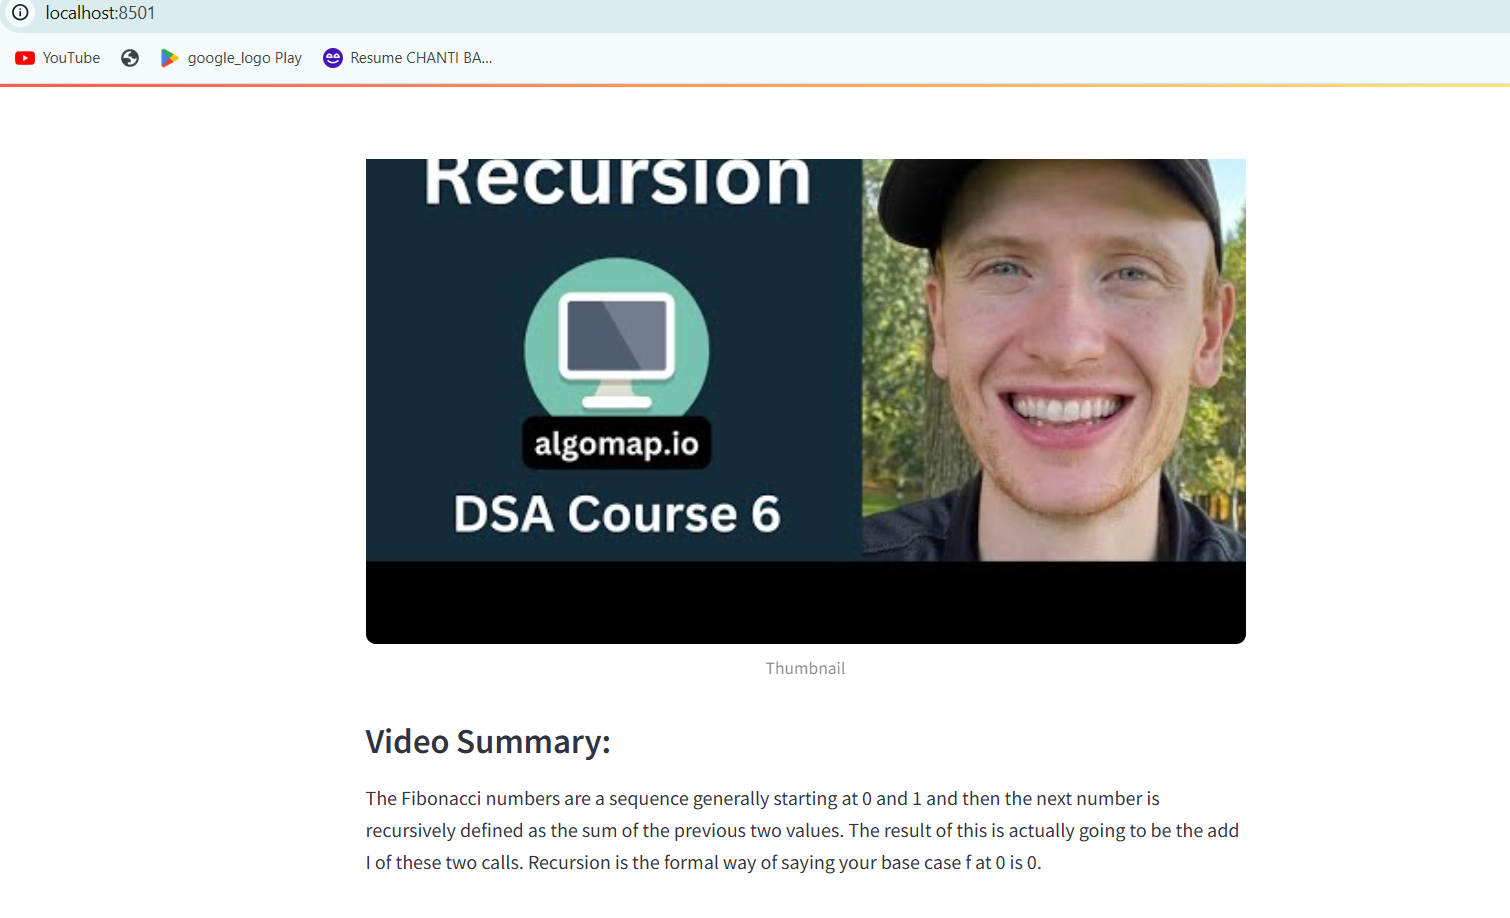 localhost:8501
YouTube
google_logo Play
Resume CHANTI BA...
Recursion
algomap.io
DSA Course 6
Thumbnail
Video Summary:
The Fibonacci numbers are a sequence generally starting at 0 and 1 and then the next number is
recursively defined as the sum of the previous two values. The result of this is actually going to be the add
I of these two calls. Recursion is the formal way of saying your base case f at 0 is 0.